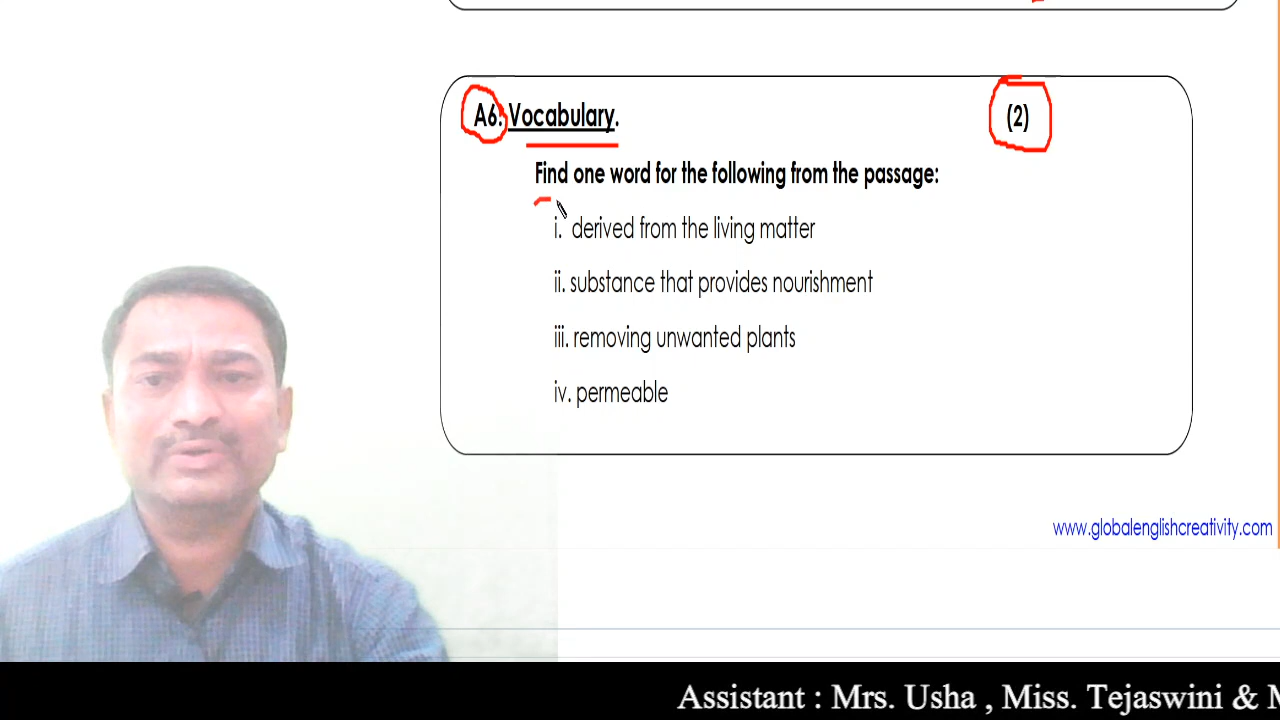 A6. Vocabulary. (2)
Find one word for the following from the passage:
i. derived from the living matter
ii. substance that provides nourishment
iii. removing unwanted plants
iv. permeable
www.globalenglishcreativity.com
Assistant : Mrs. Usha , Miss. Tejaswini &